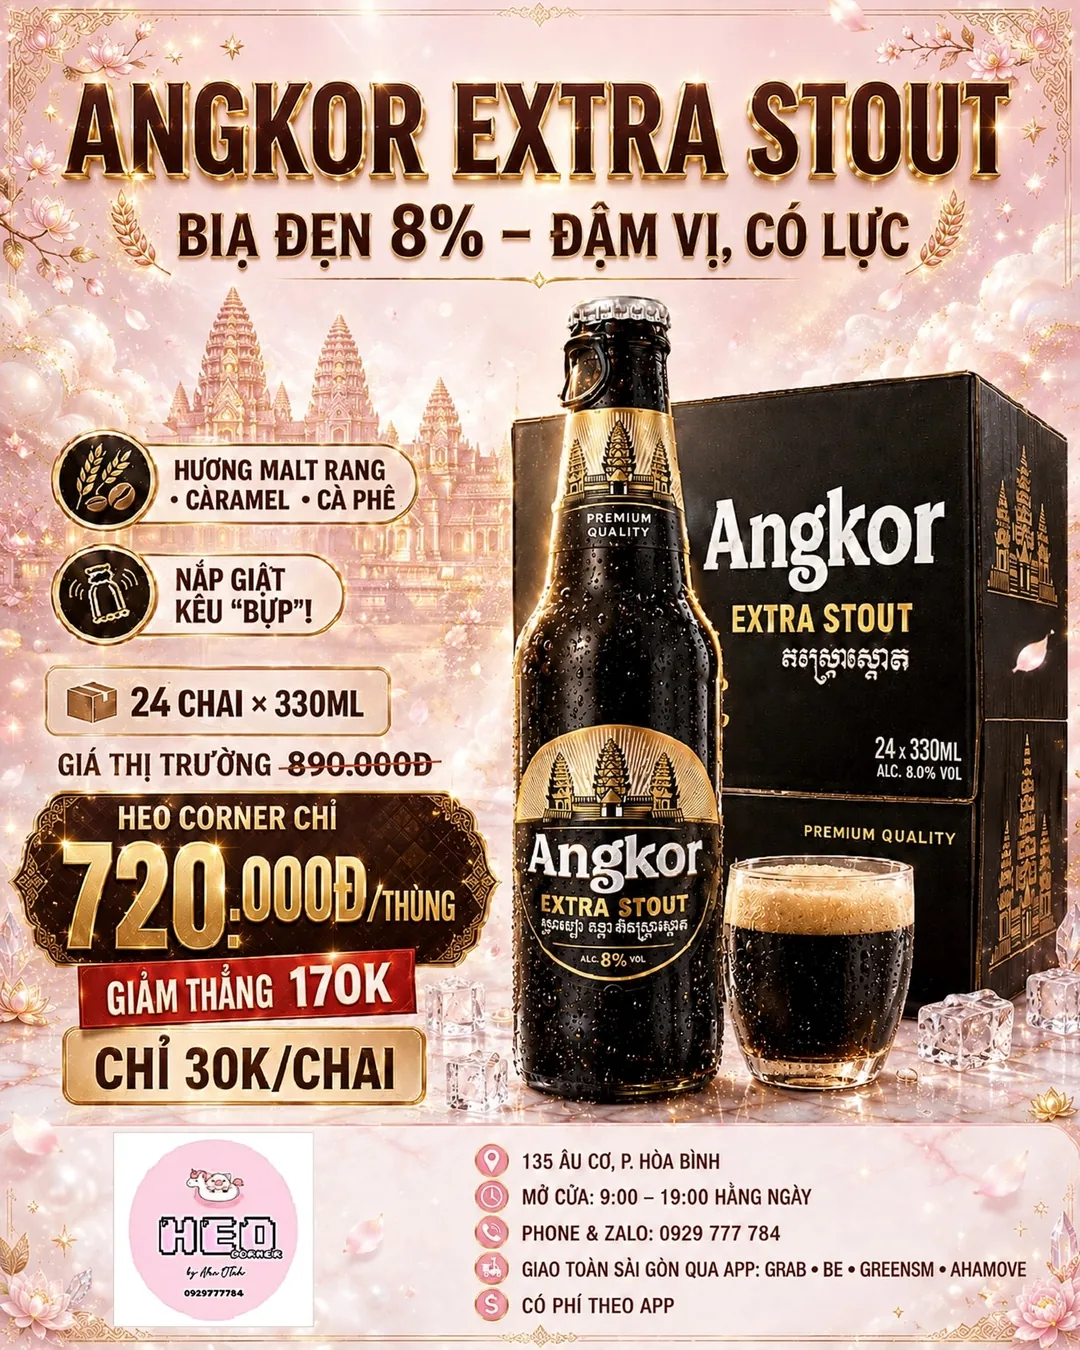 ANGKOR EXTRA STOUT
BIẠ ĐẸN 8% – ĐẬM VỊ, CÓ LỰC
HƯƠNG MALT RANG
• CÀRAMEL • CÀ PHÊ
NẮP GIẬT
KÊU "BỰP"!
24 CHAI × 330ML
GIÁ THỊ TRƯỜNG 890.000Đ
HEO CORNER CHỈ
720.000Đ/THÙNG
GIẢM THẲNG 170K
CHỈ 30K/CHAI
PREMIUM
QUALITY
Angkor
EXTRA STOUT
ALC. 8% VOL
Angkor
EXTRA STOUT
24 x 330ML
ALC. 8.0% VOL
PREMIUM QUALITY
HEO
CORNER
0929777784
135 ÂU CƠ, P. HÒA BÌNH
MỞ CỬA: 9:00 – 19:00 HẰNG NGÀY
PHONE & ZALO: 0929 777 784
GIAO TOÀN SÀI GÒN QUA APP: GRAB • BE • GREENSM • AHAMOVE
CÓ PHÍ THEO APP